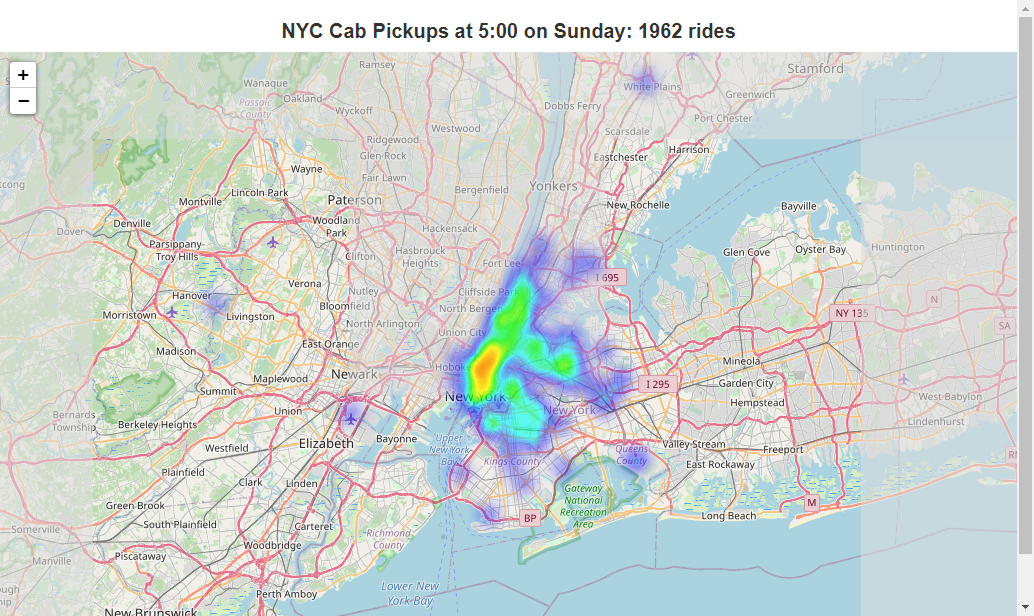 NYC Cab Pickups at 5:00 on Sunday: 1962 rides
+
−
Ramsey
Stamford
Wanaque
Oakland
White Plains
Greenwich
Passaic
County
Wyckoff
Dobbs Ferry
Port Chester
Westwood
Scarsdale
Ridgewood
Glen Rock
Harrison
Eastchester
Wayne
Fair Lawn
Lincoln Park
Bergenfield
Yonkers
Montville
Paterson
New Rochelle
Bayville
Denville
Woodland
Park
Hackensack
Dover
Parsippany-
Troy Hills
Hasbrouck
Heights
Clifton
Fort Lee
Glen Cove
Oyster Bay
Huntington
I 695
Verona
Nutley
Cliffside Park
Hanover
Bloomfield
North Bergen
N
Morristown
Livingston
North Arlington
NY 135
SA
Union City
East Orange
Madison
Mineola
Newark
Hoboke
Maplewood
I 295
Garden City
Summit
New York
West-Babylon
Union
New York
Hempstead
Bernards
Township
Berkeley Heights
Bayonne
Lindenhurst
Elizabeth
Upper
New York
Bay
Valley Stream
Freeport
Westfield
Queens
County
Kings County
East Rockaway
Plainfield
Clark
Linden
Gateway
National
Recreation
Area
Green Brook
M
South Plainfield
BP
Long Beach
Carteret
Somerville
Richmond
County
Woodbridge
Piscataway
Manville
Perth Amboy
Lower New
York Bay
New Brunswick